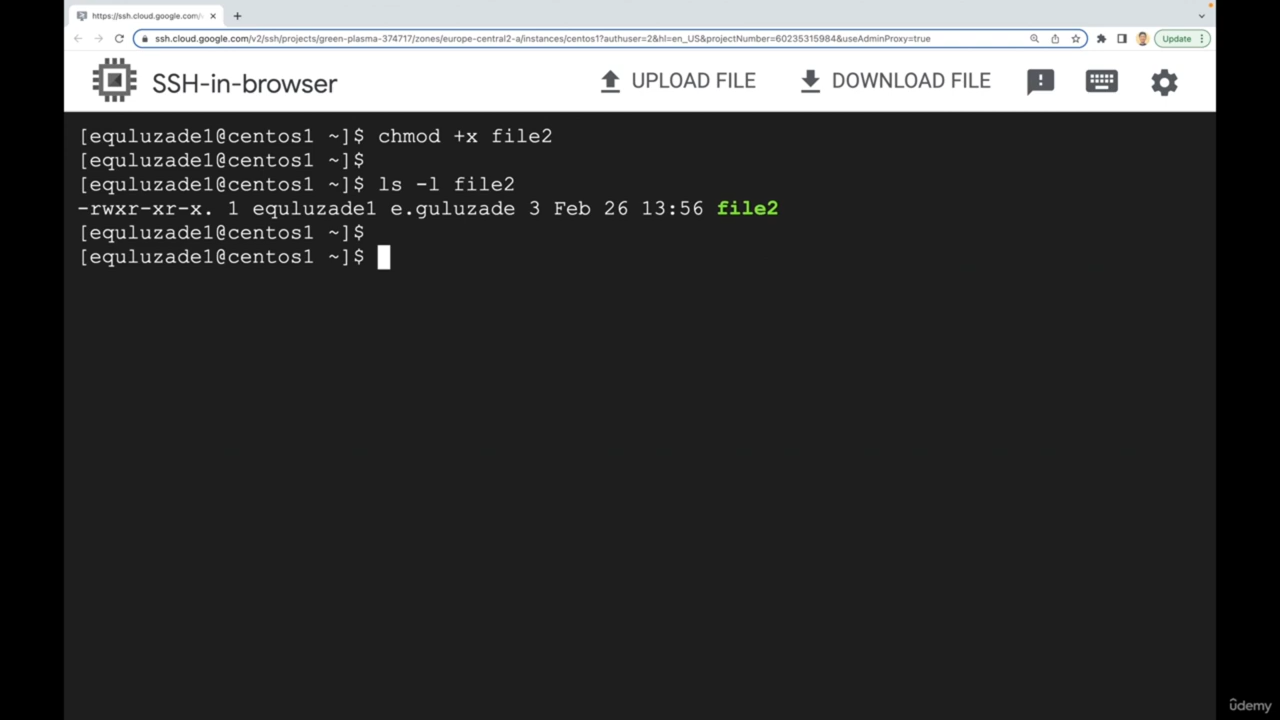 https://ssh.cloud.google.com/v
ssh.cloud.google.com/v2/ssh/projects/green-plasma-374717/zones/europe-central2-a/instances/centos1?authuser=2&hl=en_US&projectNumber=60235315984&useAdminProxy=true
Update
SSH-in-browser
UPLOAD FILE
DOWNLOAD FILE
[equluzade1@centos1 ~]$ chmod +x file2
[equluzade1@centos1 ~]$
[equluzade1@centos1 ~]$ ls -l file2
-rwxr-xr-x. 1 equluzade1 e.guluzade 3 Feb 26 13:56 file2
[equluzade1@centos1 ~]$
[equluzade1@centos1 ~]$
ûdemy